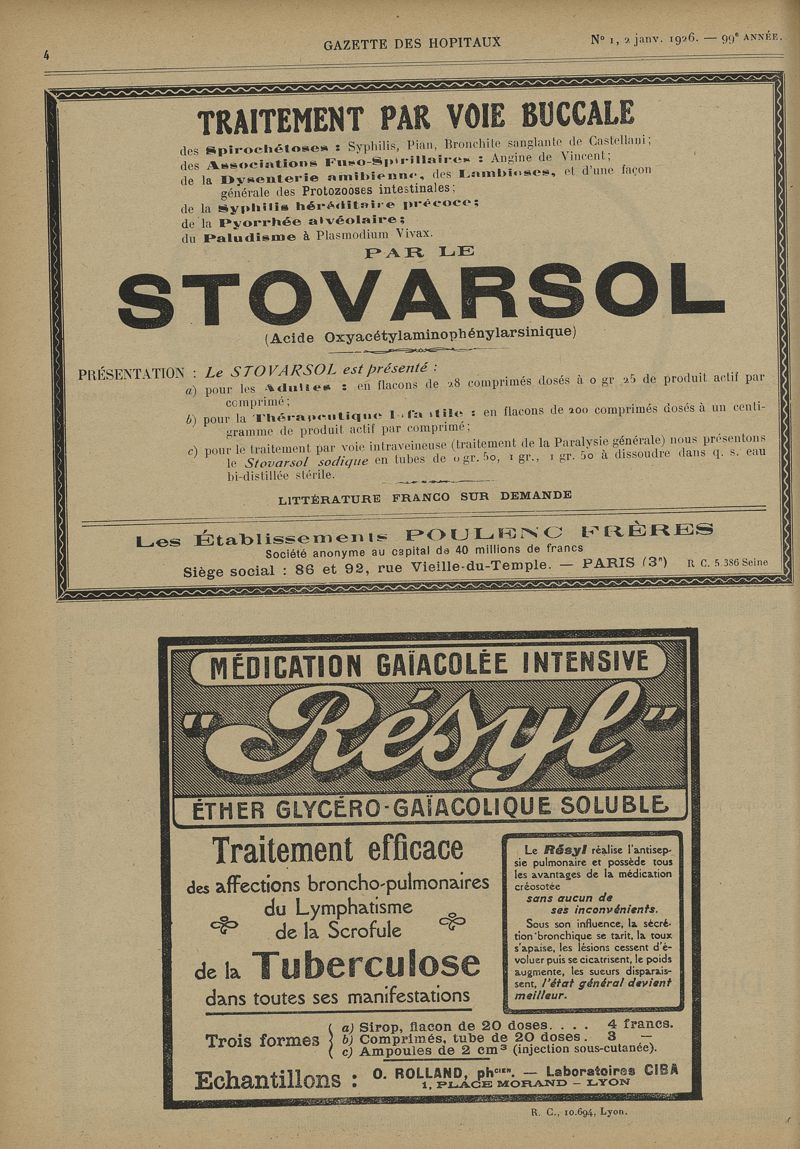 4
GAZETTE DES HOPITAUX
N° 1, 2 janv. 1926. — 99e ANNÉE.
TRAITEMENT PAR VOIE BUCCALE
des Spirochétoses : Syphilis, Pian, Bronchite sanglante de Castellani;
des Associations Fuso-Spirillaires : Angine de Vincent;
de la Dysenterie amibienne, des Lambioses, et d'une façon
générale des Protozooses intestinales;
de la Syphilis héréditaire précoce;
de la Pyorrhée alvéolaire;
du Paludisme à Plasmodium Vivax.
PAR LE
STOVARSOL
(Acide Oxyacétylaminophénylarsinique)
PRÉSENTATION : Le STOVARSOL est présenté :
a) pour les Adultes : en flacons de 28 comprimés dosés à 0 gr 25 de produit actif par
comprimé;
b) pour la Thérapeutique Infantile : en flacons de 200 comprimés dosés à un centi-
gramme de produit actif par comprimé;
c) pour le traitement par voie intraveineuse (traitement de la Paralysie générale) nous présentons
le Stovarsol sodique en tubes de 0 gr. 50, 1 gr., 1 gr. 50 à dissoudre dans q. s. eau
bi-distillée stérile.
LITTÉRATURE FRANCO SUR DEMANDE
Les Établissements POULENC FRÈRES
Société anonyme au capital de 40 millions de francs
Siège social : 86 et 92, rue Vieille-du-Temple. — PARIS (3e) R C. 5.386 Seine
MÉDICATION GAÏACOLÉE INTENSIVE
"Résyl"
ÉTHER GLYCÉRO-GAÏACOLIQUE SOLUBLE
Traitement efficace
des affections broncho-pulmonaires
du Lymphatisme
de la Scrofule
de la Tuberculose
dans toutes ses manifestations
Le Résyl réalise l'antisep-
sie pulmonaire et possède tous
les avantages de la médication
créosotée
sans aucun de
ses inconvénients.
Sous son influence, la sécré-
tion bronchique se tarit, la toux
s'apaise, les lésions cessent d'é-
voluer puis se cicatrisent, le poids
augmente, les sueurs disparais-
sent, l'état général devient
meilleur.
Trois formes
a) Sirop, flacon de 20 doses. . . . 4 francs.
b) Comprimés, tube de 20 doses . 3 —
c) Ampoules de 2 cm³ (injection sous-cutanée).
Echantillons : O. ROLLAND, phcien. — Laboratoires CIBA
1, PLACE MORAND — LYON
R. C., 10.694, Lyon.